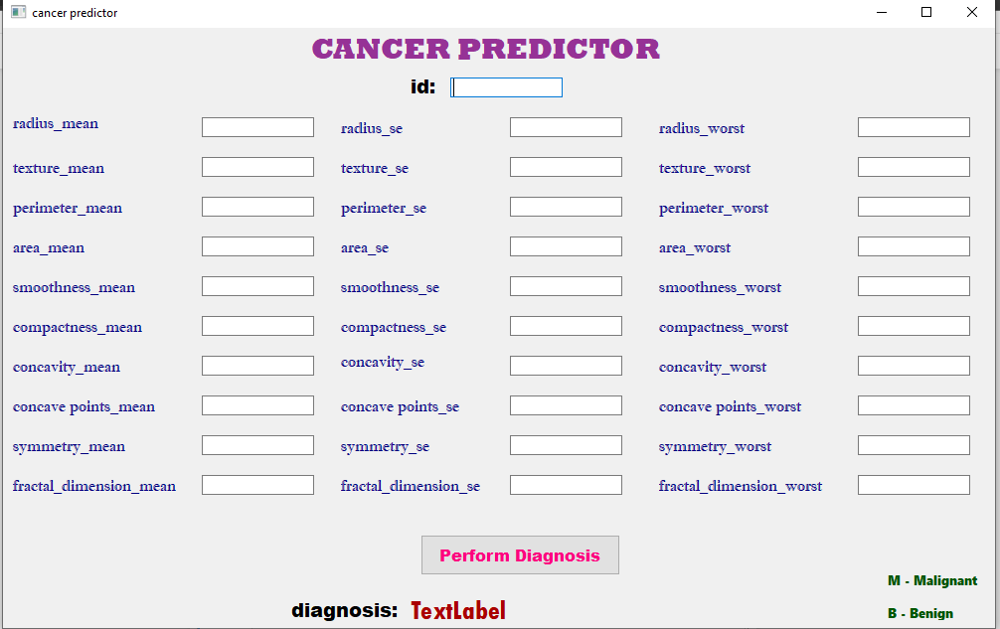 cancer predictor
CANCER PREDICTOR
id:
radius_mean radius_se radius_worst
texture_mean texture_se texture_worst
perimeter_mean perimeter_se perimeter_worst
area_mean area_se area_worst
smoothness_mean smoothness_se smoothness_worst
compactness_mean compactness_se compactness_worst
concavity_mean concavity_se concavity_worst
concave points_mean concave points_se concave points_worst
symmetry_mean symmetry_se symmetry_worst
fractal_dimension_mean fractal_dimension_se fractal_dimension_worst
Perform Diagnosis
M - Malignant
diagnosis: TextLabel
B - Benign